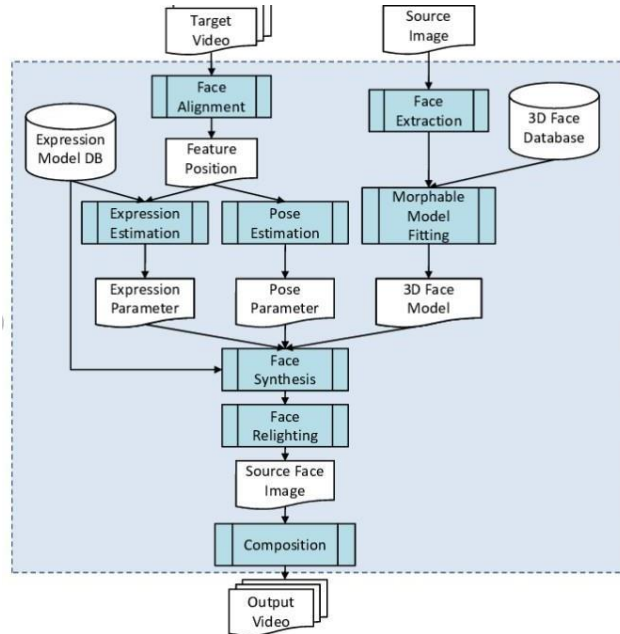 Target
Video
Source
Image
Face
Alignment
Face
Extraction
Expression
Model DB
3D Face
Database
Feature
Position
Expression
Estimation
Pose
Estimation
Morphable
Model
Fitting
Expression
Parameter
Pose
Parameter
3D Face
Model
Face
Synthesis
Face
Relighting
Source Face
Image
Composition
Output
Video